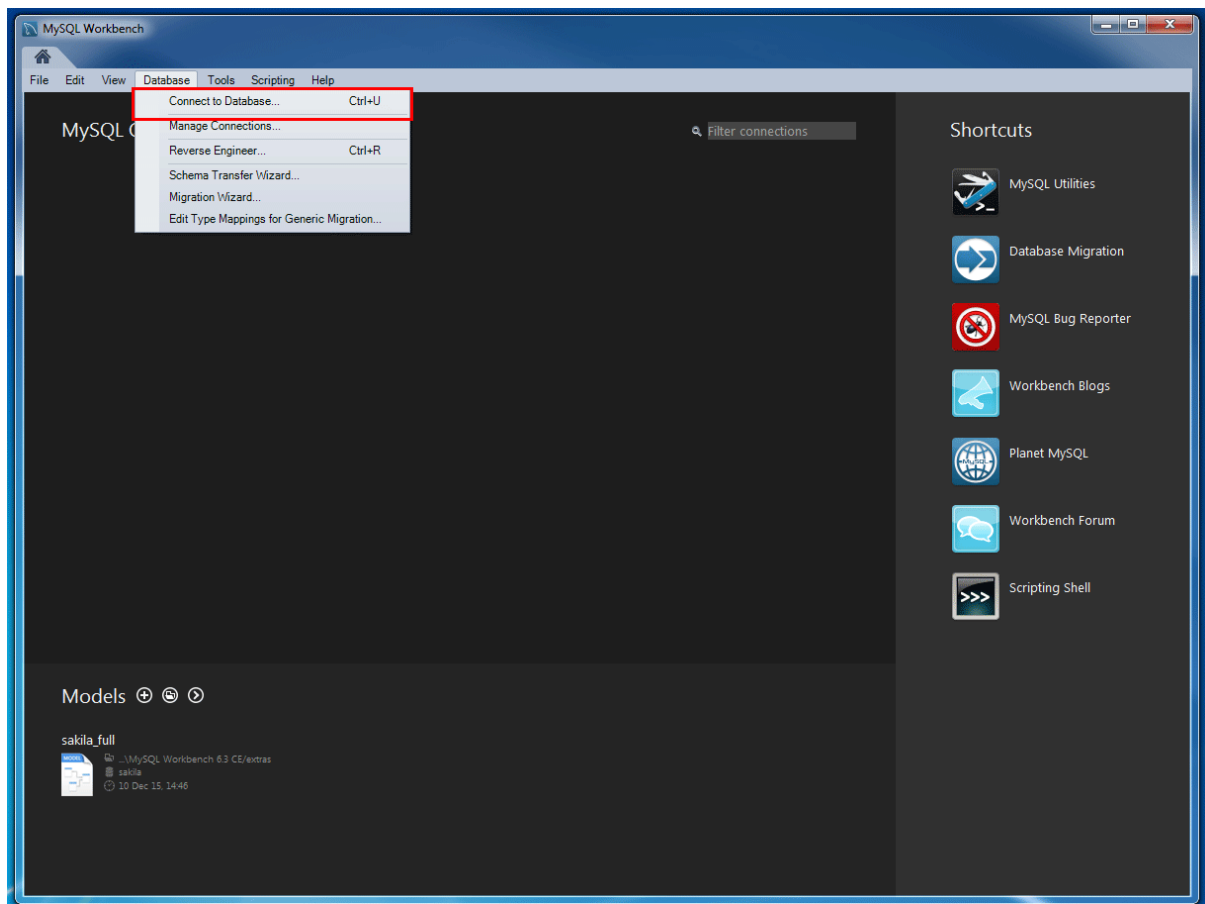 MySQL Workbench
File Edit View Database Tools Scripting Help
Connect to Database... Ctrl+U
Manage Connections...
Reverse Engineer... Ctrl+R
Schema Transfer Wizard...
Migration Wizard...
Edit Type Mappings for Generic Migration...
MySQL
Filter connections
Shortcuts
MySQL Utilities
Database Migration
MySQL Bug Reporter
Workbench Blogs
Planet MySQL
Workbench Forum
>>> Scripting Shell
Models
sakila_full
MODEL
...\MySQL Workbench 6.3 CE/extras
sakila
10 Dec 15, 14:46